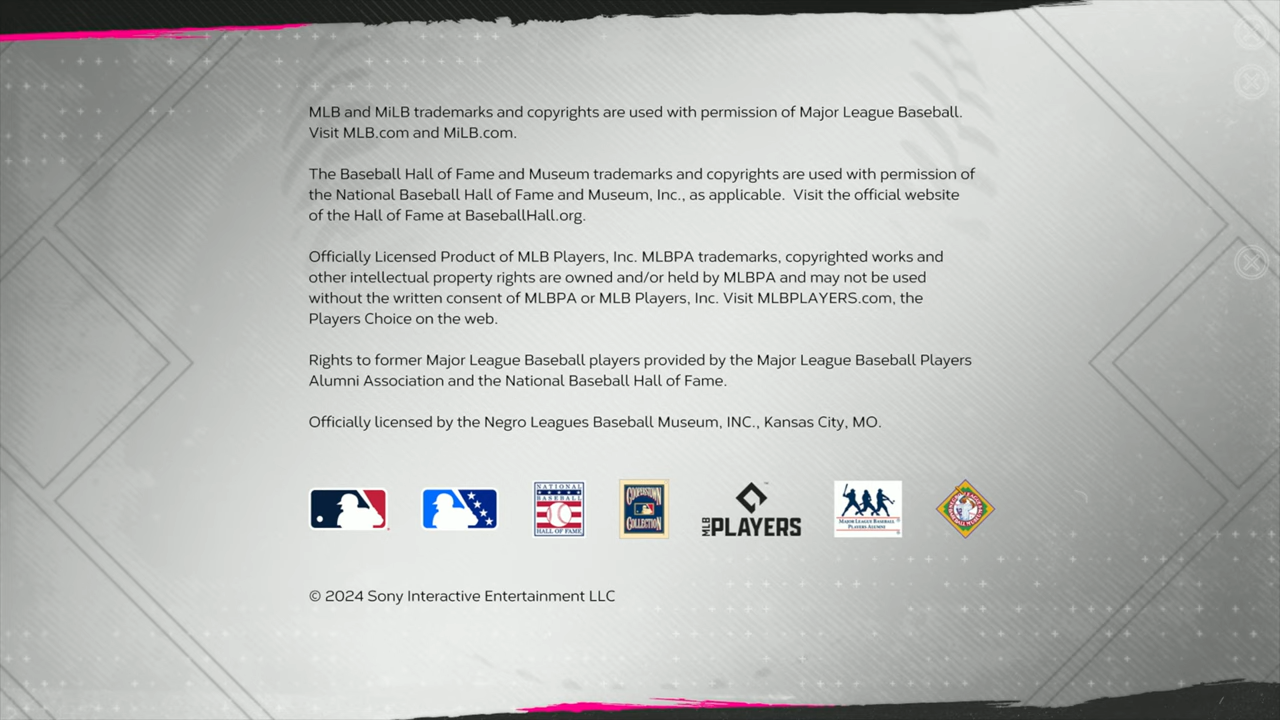 MLB and MiLB trademarks and copyrights are used with permission of Major League Baseball.
Visit MLB.com and MiLB.com.
The Baseball Hall of Fame and Museum trademarks and copyrights are used with permission of
the National Baseball Hall of Fame and Museum, Inc., as applicable.  Visit the official website
of the Hall of Fame at BaseballHall.org.
Officially Licensed Product of MLB Players, Inc. MLBPA trademarks, copyrighted works and
other intellectual property rights are owned and/or held by MLBPA and may not be used
without the written consent of MLBPA or MLB Players, Inc. Visit MLBPLAYERS.com, the
Players Choice on the web.
Rights to former Major League Baseball players provided by the Major League Baseball Players
Alumni Association and the National Baseball Hall of Fame.
Officially licensed by the Negro Leagues Baseball Museum, INC., Kansas City, MO.
NATIONAL
BASEBALL
HALL OF FAME
COOPERSTOWN
COLLECTION
MLB PLAYERS
MAJOR LEAGUE BASEBALL
PLAYERS ALUMNI
© 2024 Sony Interactive Entertainment LLC